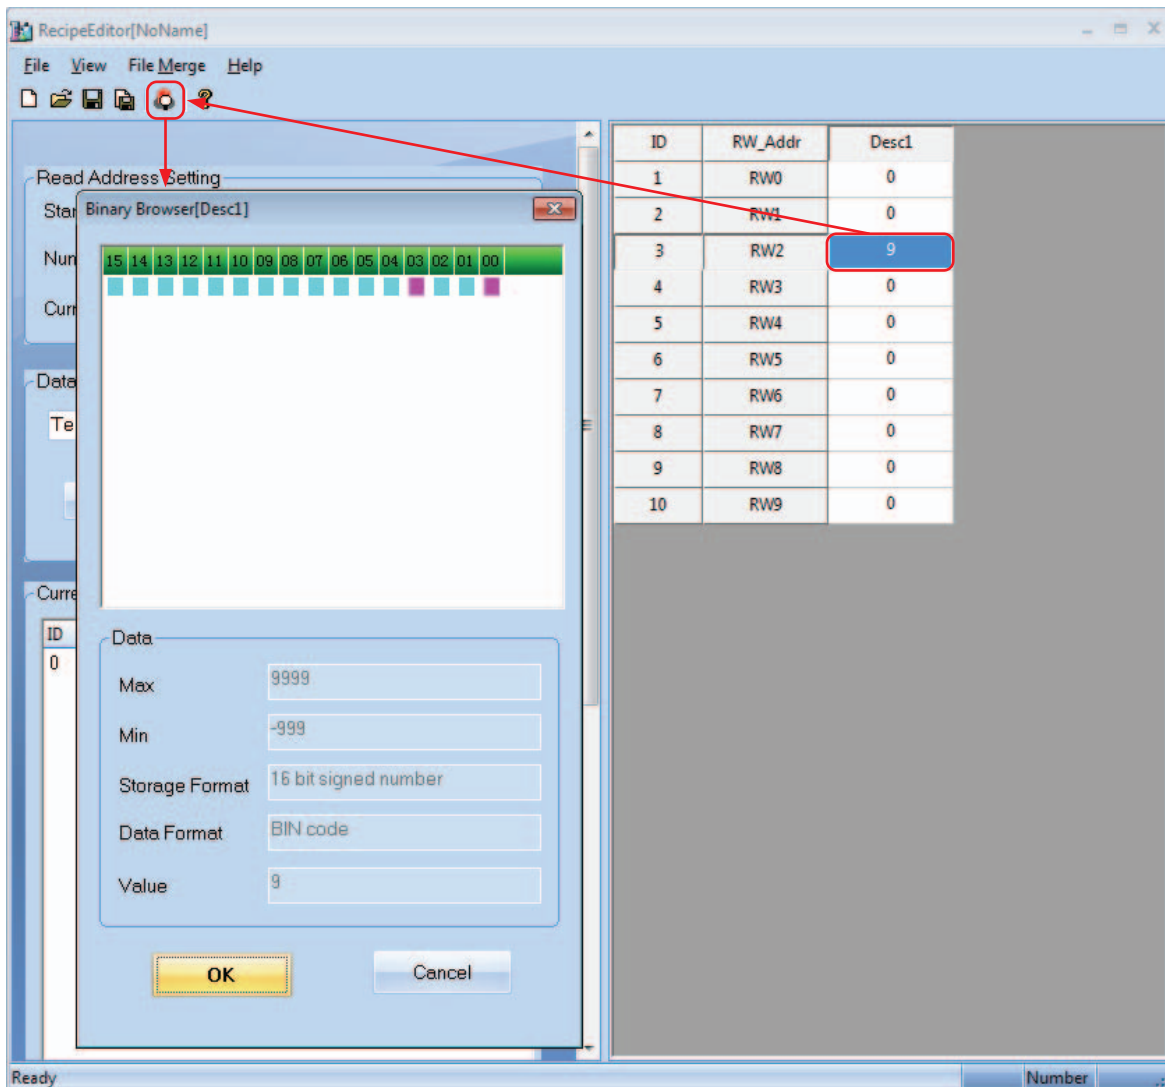 RecipeEditor[NoName]
File View File Merge Help
Read Address Setting
Star
Num
Curr
Data
Te
Curre
ID
0
Binary Browser[Desc1]
15 14 13 12 11 10 09 08 07 06 05 04 03 02 01 00
Data
Max 9999
Min -999
Storage Format 16 bit signed number
Data Format BIN code
Value 9
OK Cancel
ID RW_Addr Desc1
1 RW0 0
2 RW1 0
3 RW2 9
4 RW3 0
5 RW4 0
6 RW5 0
7 RW6 0
8 RW7 0
9 RW8 0
10 RW9 0
Ready Number